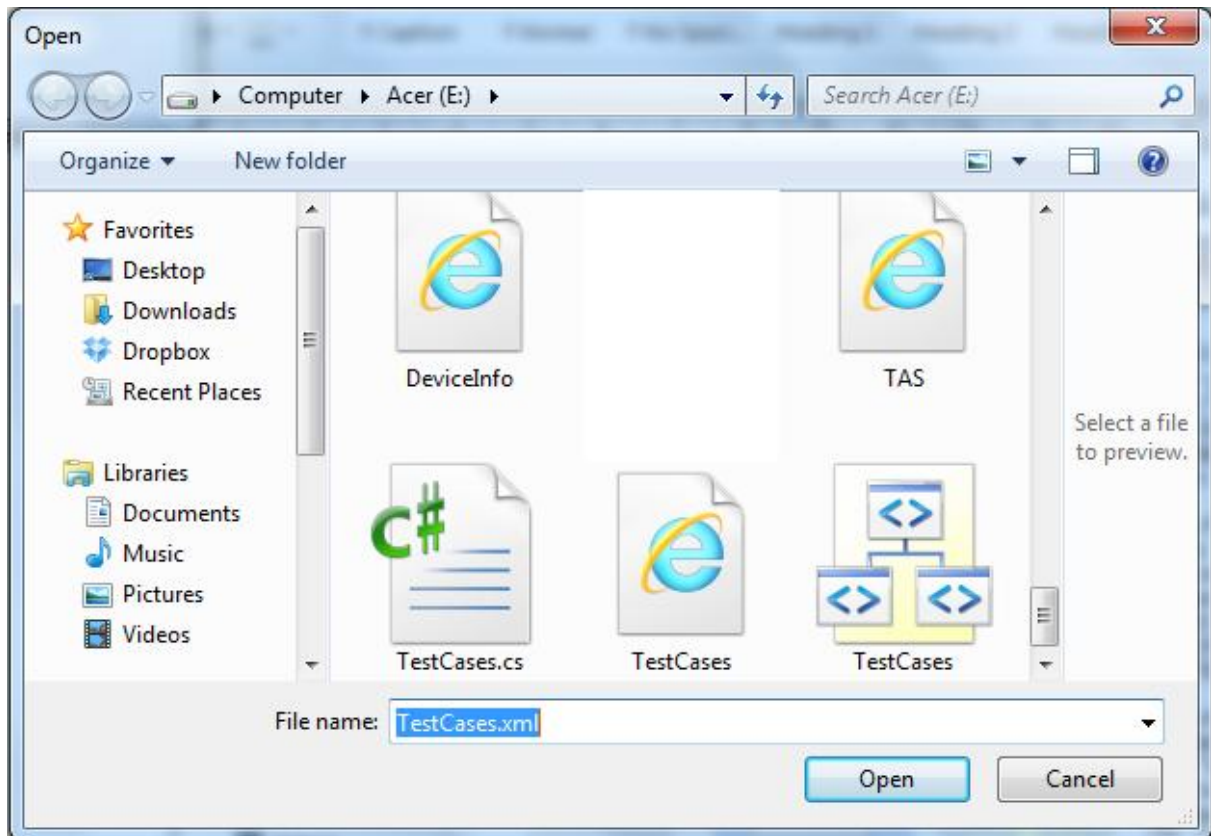 Open
Computer Acer (E:)
Search Acer (E:)
Organize
New folder
Favorites
Desktop
Downloads
Dropbox
Recent Places
Libraries
Documents
Music
Pictures
Videos
DeviceInfo
TAS
C#
TestCases.cs
TestCases
TestCases
Select a file
to preview.
File name: TestCases.xml
Open
Cancel